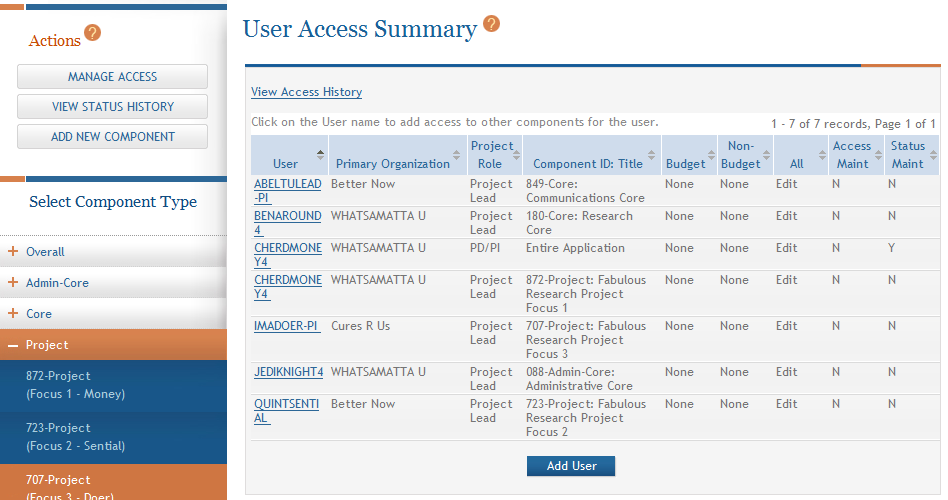 Actions ?
MANAGE ACCESS
VIEW STATUS HISTORY
ADD NEW COMPONENT
Select Component Type
+ Overall
+ Admin-Core
+ Core
− Project
872-Project
(Focus 1 - Money)
723-Project
(Focus 2 - Sential)
707-Project
(Focus 3 - Doer)
User Access Summary ?
View Access History
Click on the User name to add access to other components for the user.
1 - 7 of 7 records, Page 1 of 1
User Primary Organization Project Role Component ID: Title Budget Non-Budget All Access Maint Status Maint
ABELTULEAD Better Now Project 849-Core: None None Edit N N
-PI Lead Communications Core
BENAROUND WHATSAMATTA U Project 180-Core: Research None None Edit N N
4 Lead Core
CHERDMONE WHATSAMATTA U PD/PI Entire Application None None Edit N Y
Y4
CHERDMONE WHATSAMATTA U Project 872-Project: Fabulous None None Edit N N
Y4 Lead Research Project
Focus 1
IMADOER-PI Cures R Us Project 707-Project: Fabulous None None Edit N N
Lead Research Project
Focus 3
JEDIKNIGHT4 WHATSAMATTA U Project 088-Admin-Core: None None Edit N N
Lead Administrative Core
QUINTSENTI Better Now Project 723-Project: Fabulous None None Edit N N
AL Lead Research Project
Focus 2
Add User